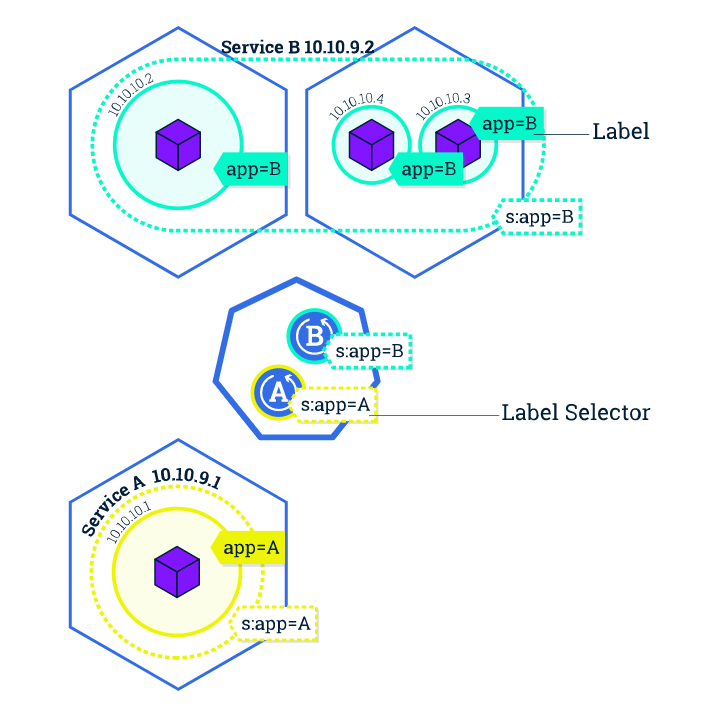 Service B 10.10.9.2
10.10.10.2
app=B
10.10.10.4
app=B
10.10.10.3
app=B
Label
s:app=B
B
s:app=B
A
s:app=A
Label Selector
Service A 10.10.9.1
10.10.10.1
app=A
s:app=A